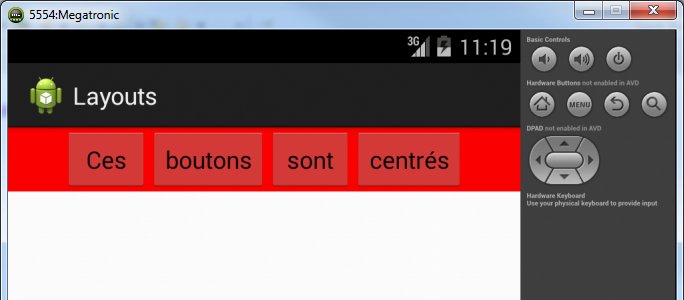 5554:Megatronic
3G 11:19
Layouts
Ces boutons sont centrés
Basic Controls
Hardware Buttons not enabled in AVD
MENU
DPAD not enabled in AVD
Hardware Keyboard
Use your physical keyboard to provide input